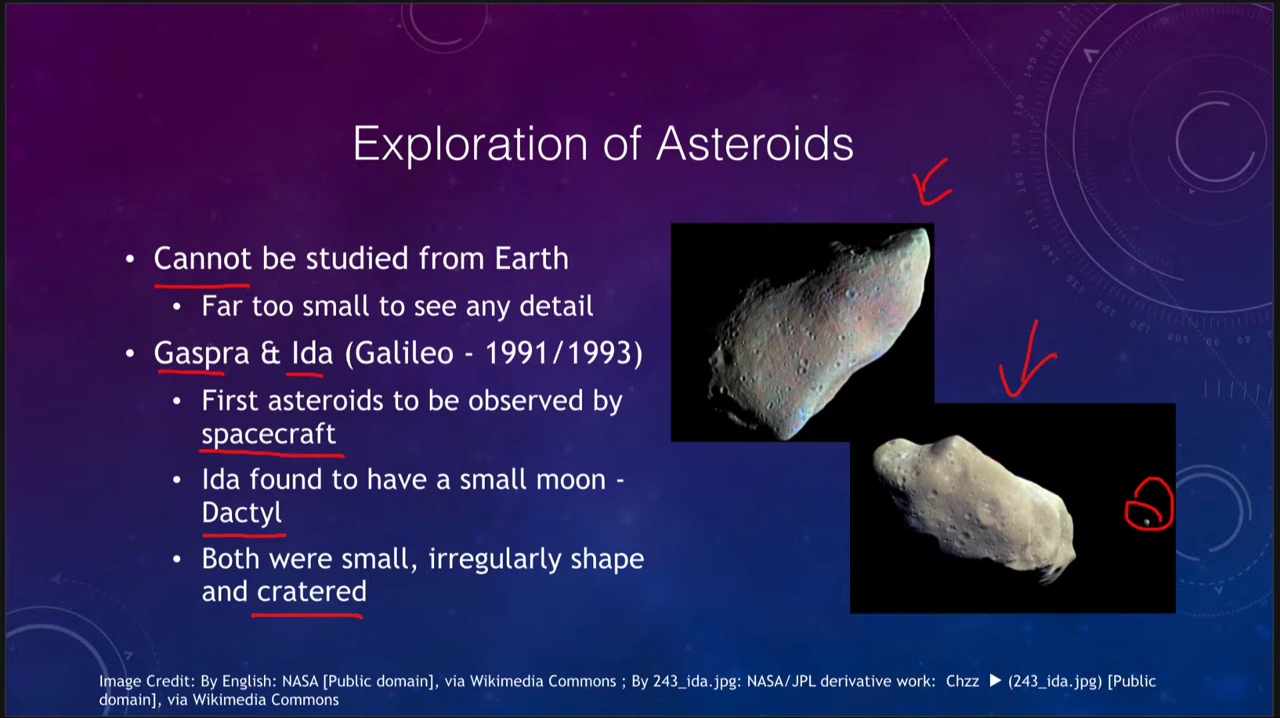 Exploration of Asteroids
• Cannot be studied from Earth
• Far too small to see any detail
• Gaspra & Ida (Galileo - 1991/1993)
• First asteroids to be observed by
spacecraft
• Ida found to have a small moon -
Dactyl
• Both were small, irregularly shape
and cratered
Image Credit: By English: NASA [Public domain], via Wikimedia Commons ; By 243_ida.jpg: NASA/JPL derivative work: Chzz ► (243_ida.jpg) [Public
domain], via Wikimedia Commons